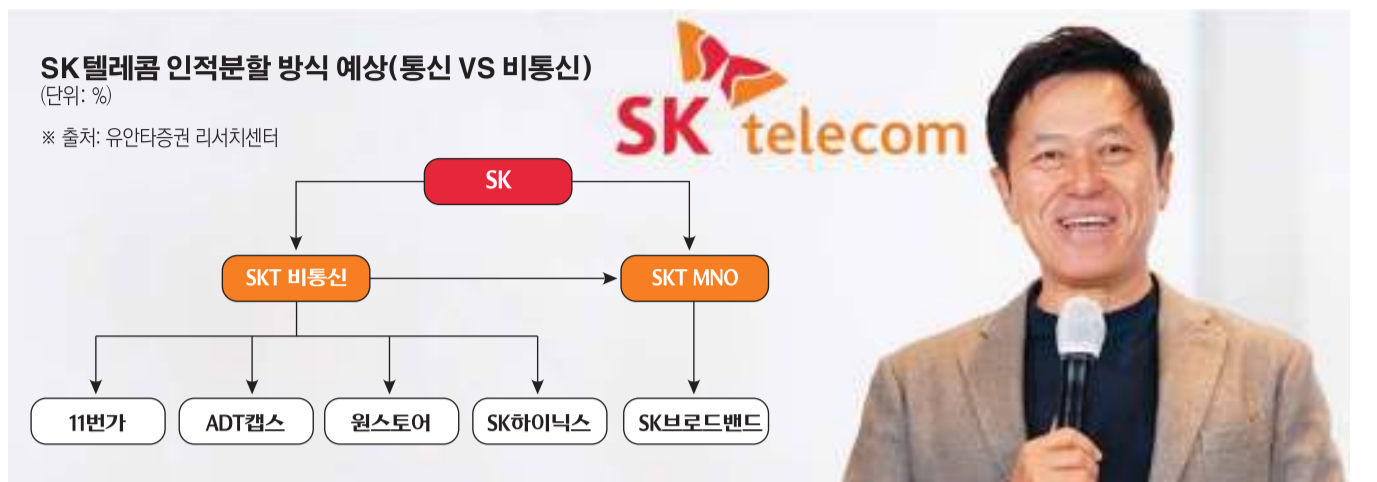 SK텔레콤 인적분할 방식 예상(통신 VS 비통신)
(단위: %)
※ 출처: 유안타증권 리서치센터
SK telecom
SK
SKT 비통신
SKT MNO
11번가
ADT캡스
원스토어
SK하이닉스
SK브로드밴드